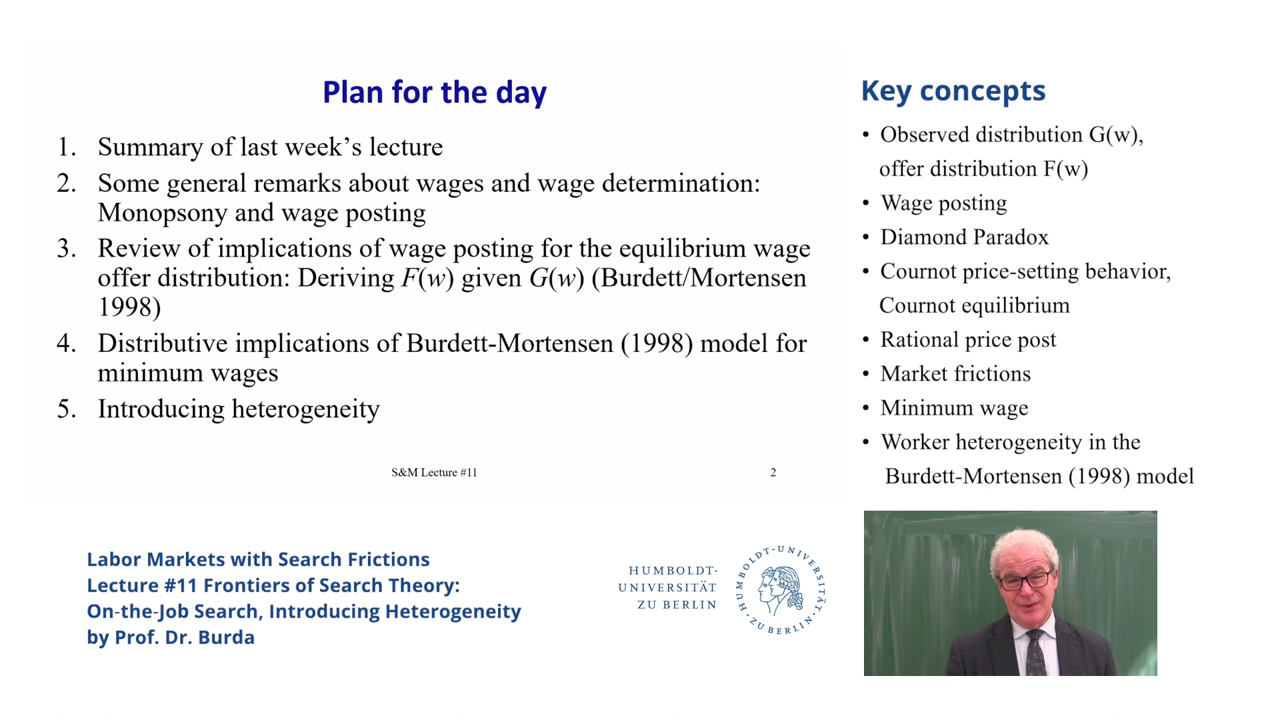 Plan for the day
1. Summary of last week’s lecture
2. Some general remarks about wages and wage determination:
Monopsony and wage posting
3. Review of implications of wage posting for the equilibrium wage
offer distribution: Deriving F(w) given G(w) (Burdett/Mortensen
1998)
4. Distributive implications of Burdett-Mortensen (1998) model for
minimum wages
5. Introducing heterogeneity
S&M Lecture #11
2
Key concepts
• Observed distribution G(w),
offer distribution F(w)
• Wage posting
• Diamond Paradox
• Cournot price-setting behavior,
Cournot equilibrium
• Rational price post
• Market frictions
• Minimum wage
• Worker heterogeneity in the
Burdett-Mortensen (1998) model
Labor Markets with Search Frictions
Lecture #11 Frontiers of Search Theory:
On-the-Job Search, Introducing Heterogeneity
by Prof. Dr. Burda
HUMBOLDT-
UNIVERSITÄT
ZU BERLIN
HUMBOLDT-UNIVERSITÄT
ZU BERLIN